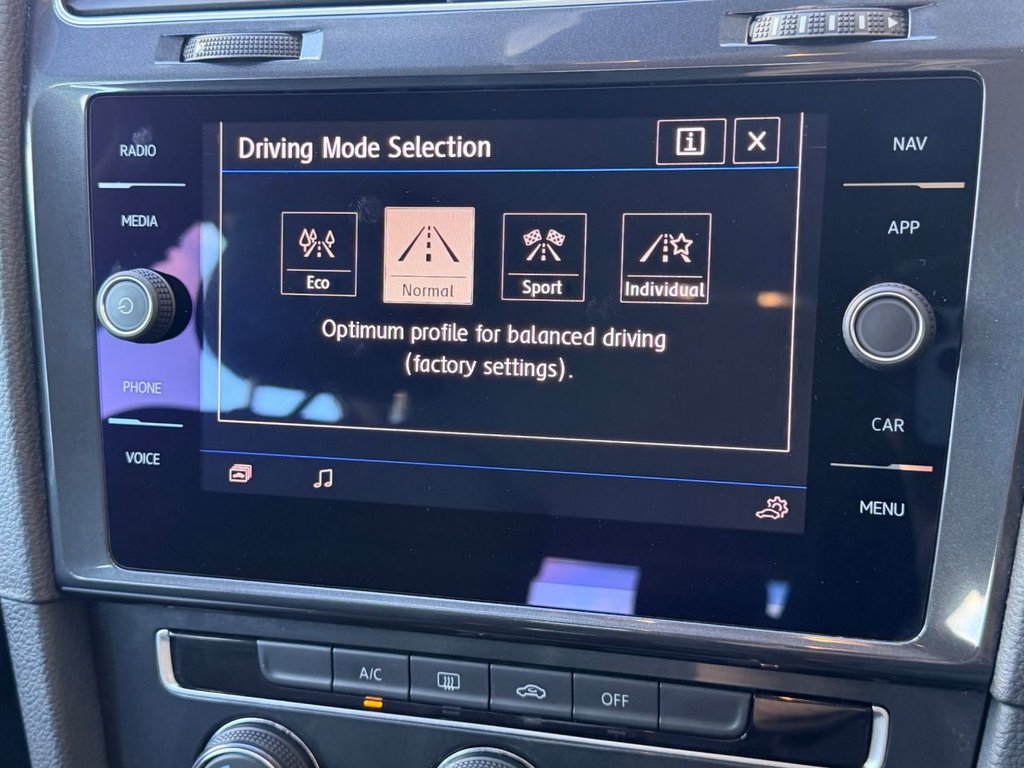 RADIO
MEDIA
PHONE
VOICE
Driving Mode Selection
i
Eco
Normal
Sport
Individual
Optimum profile for balanced driving
(factory settings).
NAV
APP
CAR
MENU
A/C
OFF